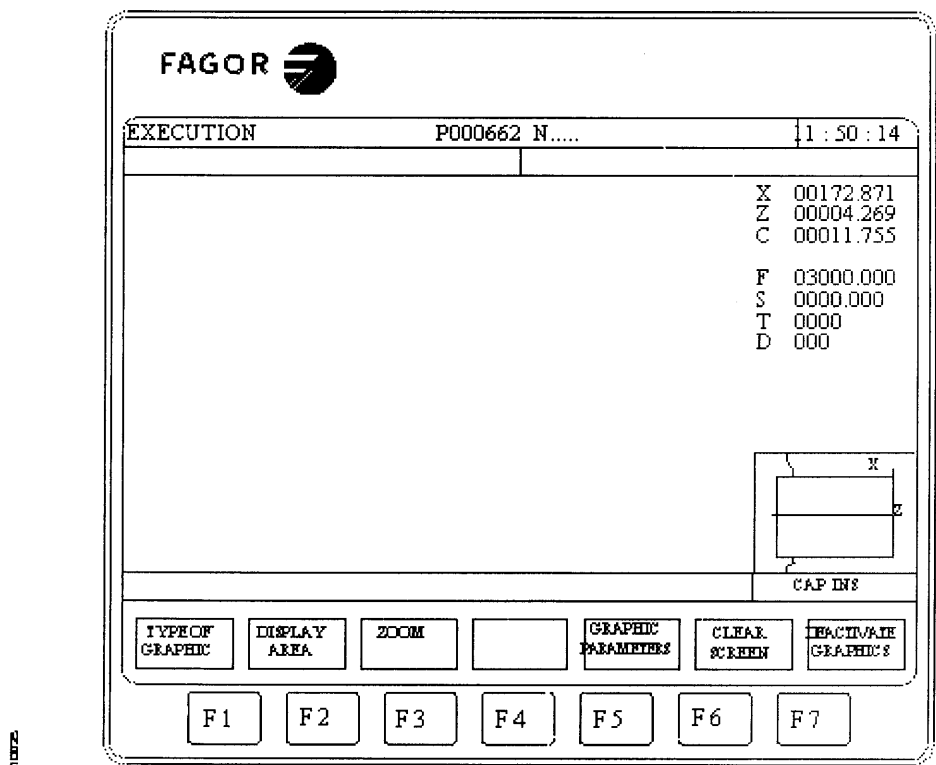 FAGOR
EXECUTION P000662 N..... 11 : 50 : 14
X 00172.871
Z 00004.269
C 00011.755
F 03000.000
S 0000.000
T 0000
D 000
X
Z
CAP INS
TYPE OF GRAPHIC
DISPLAY AREA
ZOOM
GRAPHIC PARAMETERS
CLEAR SCREEN
DEACTIVATE GRAPHICS
F1 F2 F3 F4 F5 F6 F7